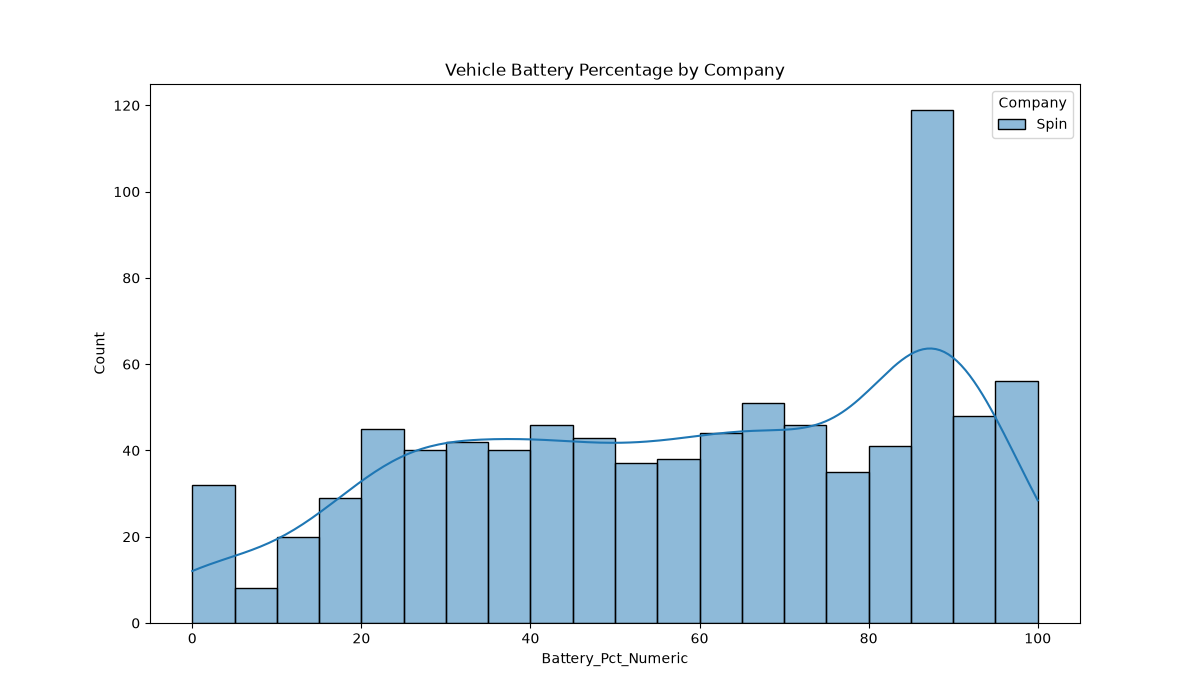 Vehicle Battery Percentage by Company
Company
Spin
120
100
80
60
40
20
0
Count
0 20 40 60 80 100
Battery_Pct_Numeric